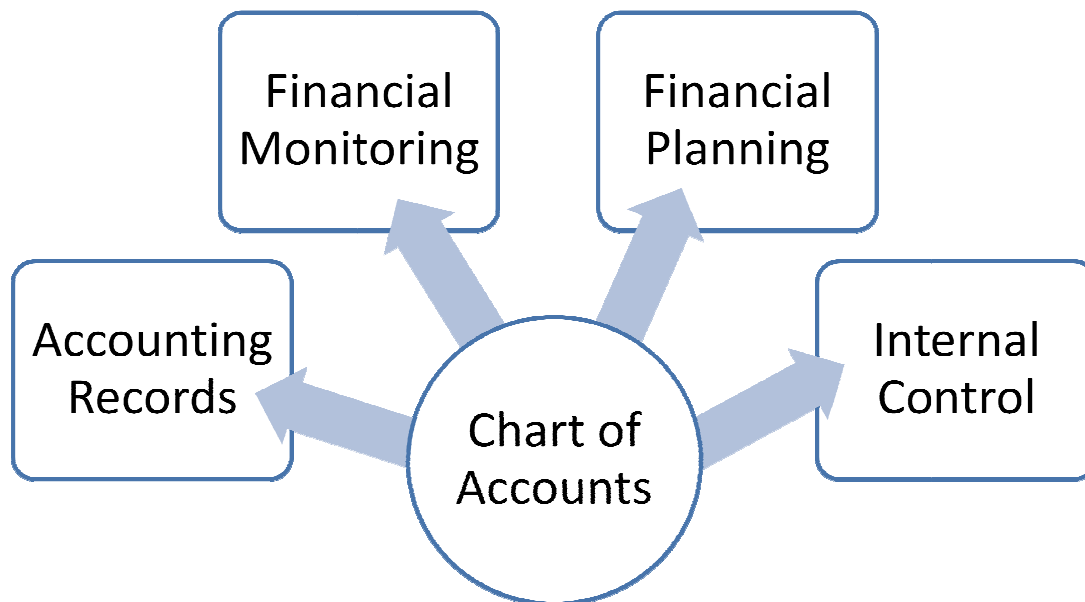 Financial
Monitoring
Financial
Planning
Accounting
Records
Internal
Control
Chart of
Accounts